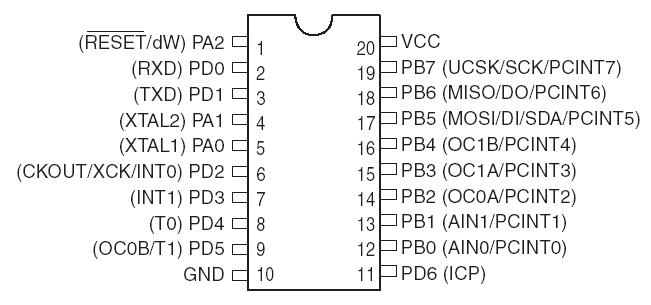 (RESET/dW) PA2 1 20 VCC
(RXD) PD0 2 19 PB7 (UCSK/SCK/PCINT7)
(TXD) PD1 3 18 PB6 (MISO/DO/PCINT6)
(XTAL2) PA1 4 17 PB5 (MOSI/DI/SDA/PCINT5)
(XTAL1) PA0 5 16 PB4 (OC1B/PCINT4)
(CKOUT/XCK/INT0) PD2 6 15 PB3 (OC1A/PCINT3)
(INT1) PD3 7 14 PB2 (OC0A/PCINT2)
(T0) PD4 8 13 PB1 (AIN1/PCINT1)
(OC0B/T1) PD5 9 12 PB0 (AIN0/PCINT0)
GND 10 11 PD6 (ICP)